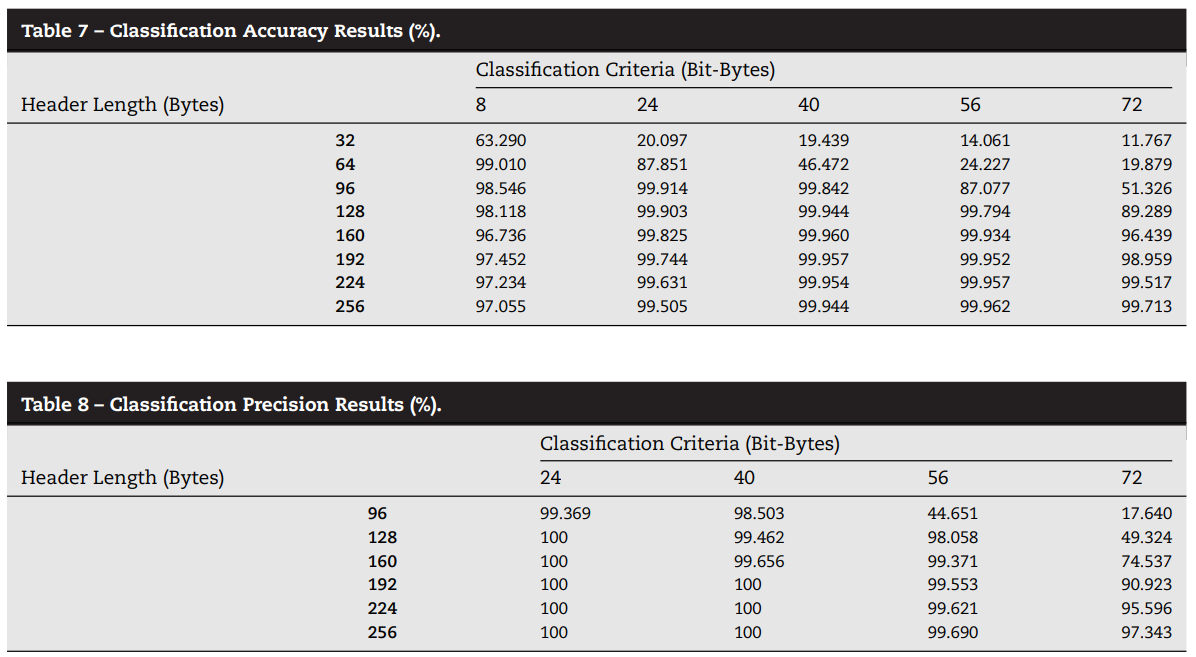 Table 7 – Classification Accuracy Results (%).
Classification Criteria (Bit-Bytes)
Header Length (Bytes) 8 24 40 56 72
32 63.290 20.097 19.439 14.061 11.767
64 99.010 87.851 46.472 24.227 19.879
96 98.546 99.914 99.842 87.077 51.326
128 98.118 99.903 99.944 99.794 89.289
160 96.736 99.825 99.960 99.934 96.439
192 97.452 99.744 99.957 99.952 98.959
224 97.234 99.631 99.954 99.957 99.517
256 97.055 99.505 99.944 99.962 99.713
Table 8 – Classification Precision Results (%).
Classification Criteria (Bit-Bytes)
Header Length (Bytes) 24 40 56 72
96 99.369 98.503 44.651 17.640
128 100 99.462 98.058 49.324
160 100 99.656 99.371 74.537
192 100 100 99.553 90.923
224 100 100 99.621 95.596
256 100 100 99.690 97.343